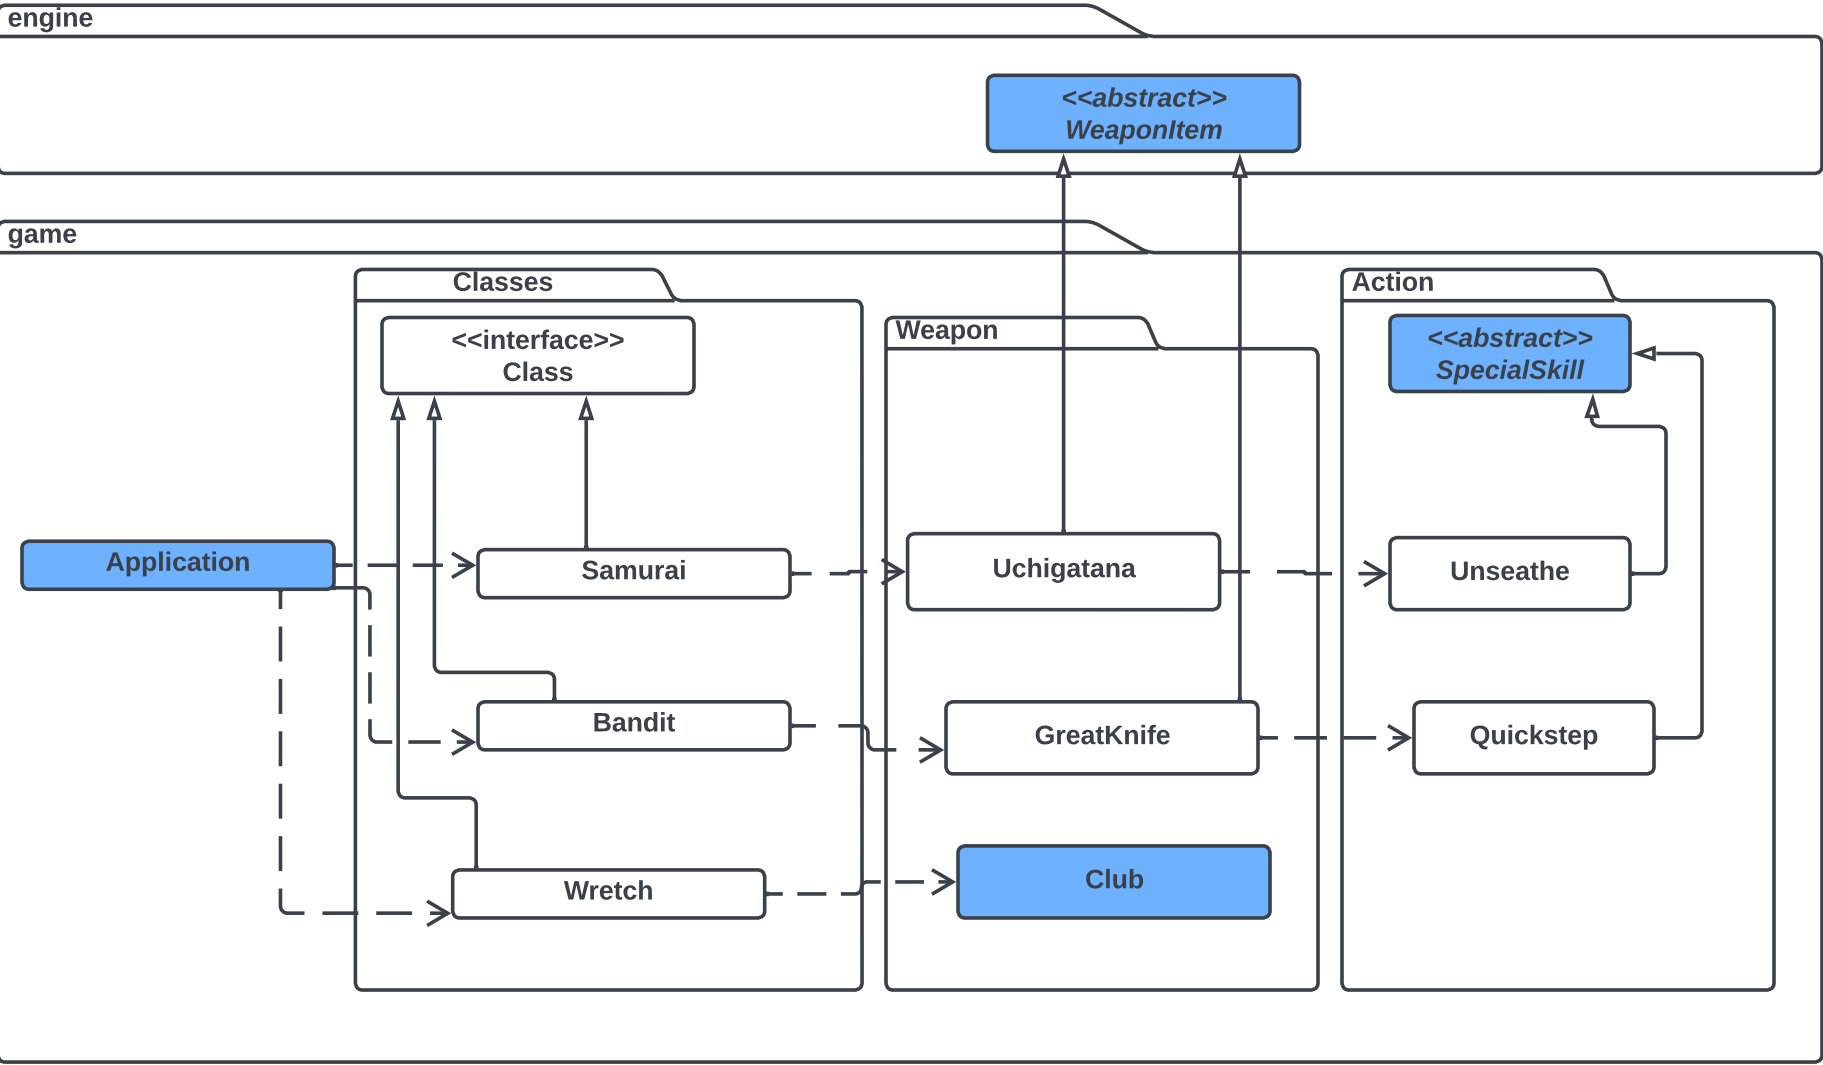 engine
<<abstract>>
WeaponItem
game
Classes
<<interface>>
Class
Weapon
Action
<<abstract>>
SpecialSkill
Application
Samurai
Uchigatana
Unseathe
Bandit
GreatKnife
Quickstep
Wretch
Club